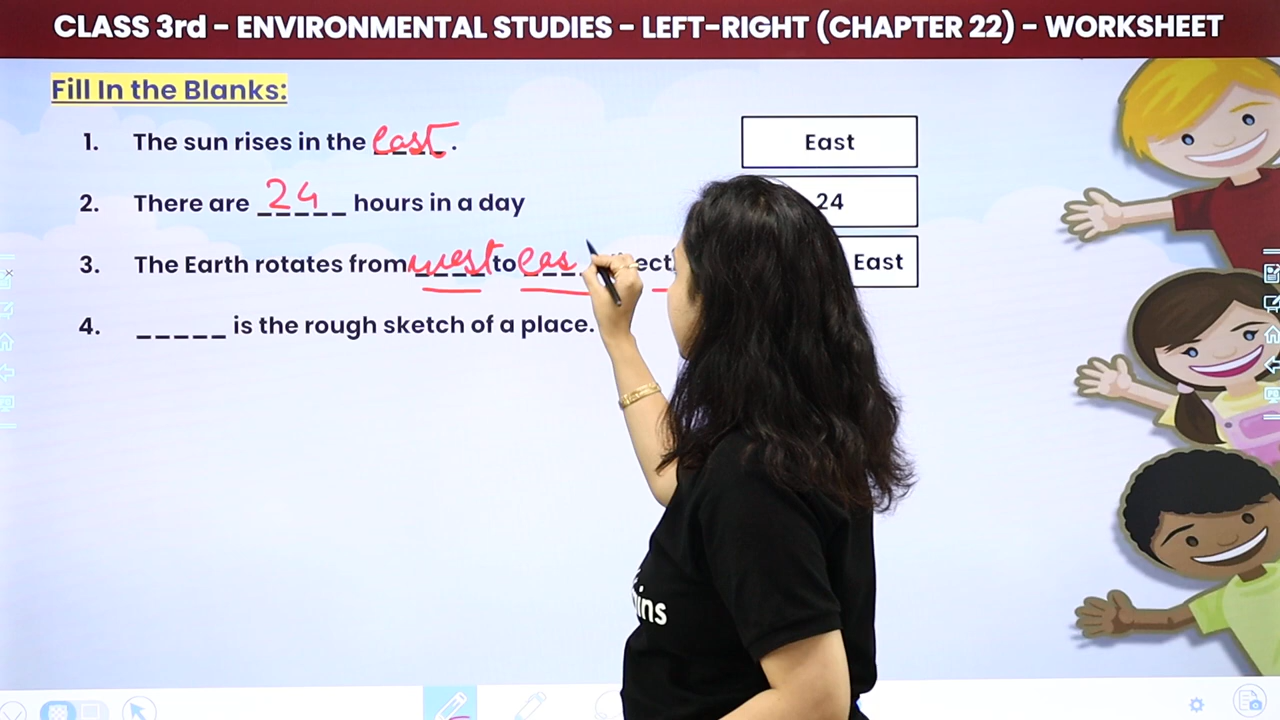 CLASS 3rd - ENVIRONMENTAL STUDIES - LEFT-RIGHT (CHAPTER 22) - WORKSHEET
Fill In the Blanks:
1. The sun rises in the east. East
2. There are 24 hours in a day 24
3. The Earth rotates from west to eas East
4. _____ is the rough sketch of a place.